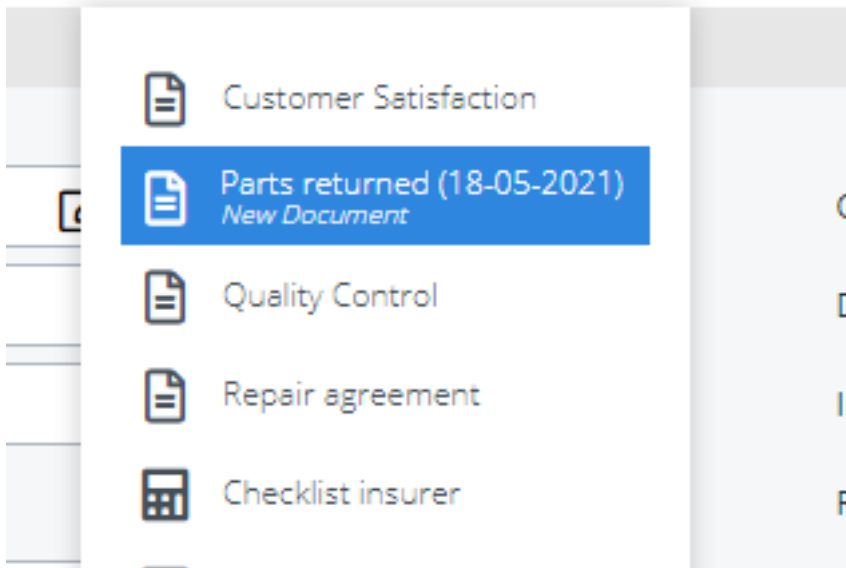 Customer Satisfaction
Parts returned (18-05-2021)
New Document
Quality Control
Repair agreement
Checklist insurer